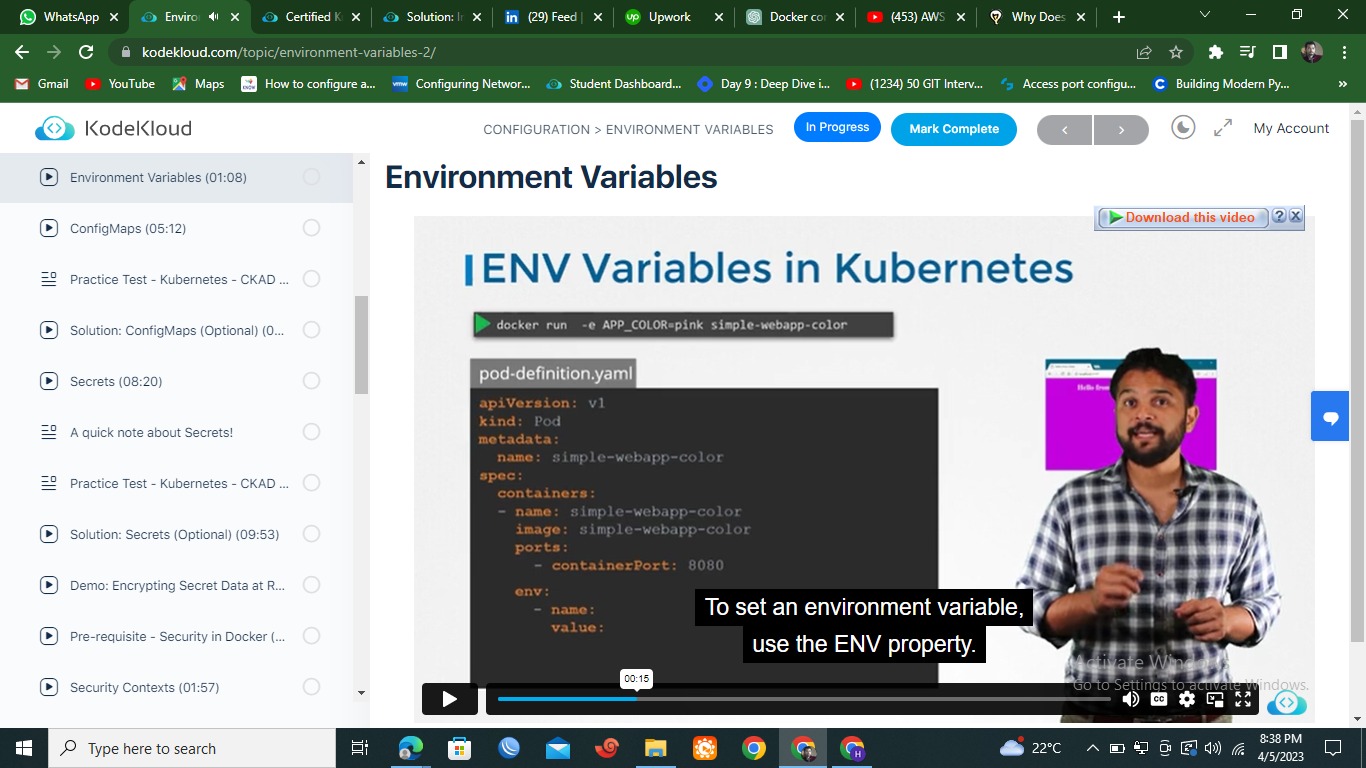 WhatsApp
Enviro
Certified K
Solution: I
(29) Feed |
Upwork
Docker co
(453) AWS
Why Does
kodekloud.com/topic/environment-variables-2/
Gmail
YouTube
Maps
How to configure a...
Configuring Networ...
Student Dashboard...
Day 9 : Deep Dive i...
(1234) 50 GIT Interv...
Access port configu...
Building Modern Py...
»
KodeKloud
CONFIGURATION > ENVIRONMENT VARIABLES
In Progress
Mark Complete
<
>
My Account
Environment Variables (01:08)
ConfigMaps (05:12)
Practice Test - Kubernetes - CKAD ...
Solution: ConfigMaps (Optional) (0...
Secrets (08:20)
A quick note about Secrets!
Practice Test - Kubernetes - CKAD ...
Solution: Secrets (Optional) (09:53)
Demo: Encrypting Secret Data at R...
Pre-requisite - Security in Docker (...
Security Contexts (01:57)
Environment Variables
Download this video
?
ENV Variables in Kubernetes
docker run -e APP_COLOR=pink simple-webapp-color
pod-definition.yaml
apiVersion: v1
kind: Pod
metadata:
name: simple-webapp-color
spec:
containers:
- name: simple-webapp-color
image: simple-webapp-color
ports:
- containerPort: 8080
env:
- name:
value:
Hello from
To set an environment variable,
use the ENV property.
00:15
CC
Activate Windows
Go to Settings to activate Windows.
Type here to search
22°C
8:38 PM
4/5/2023